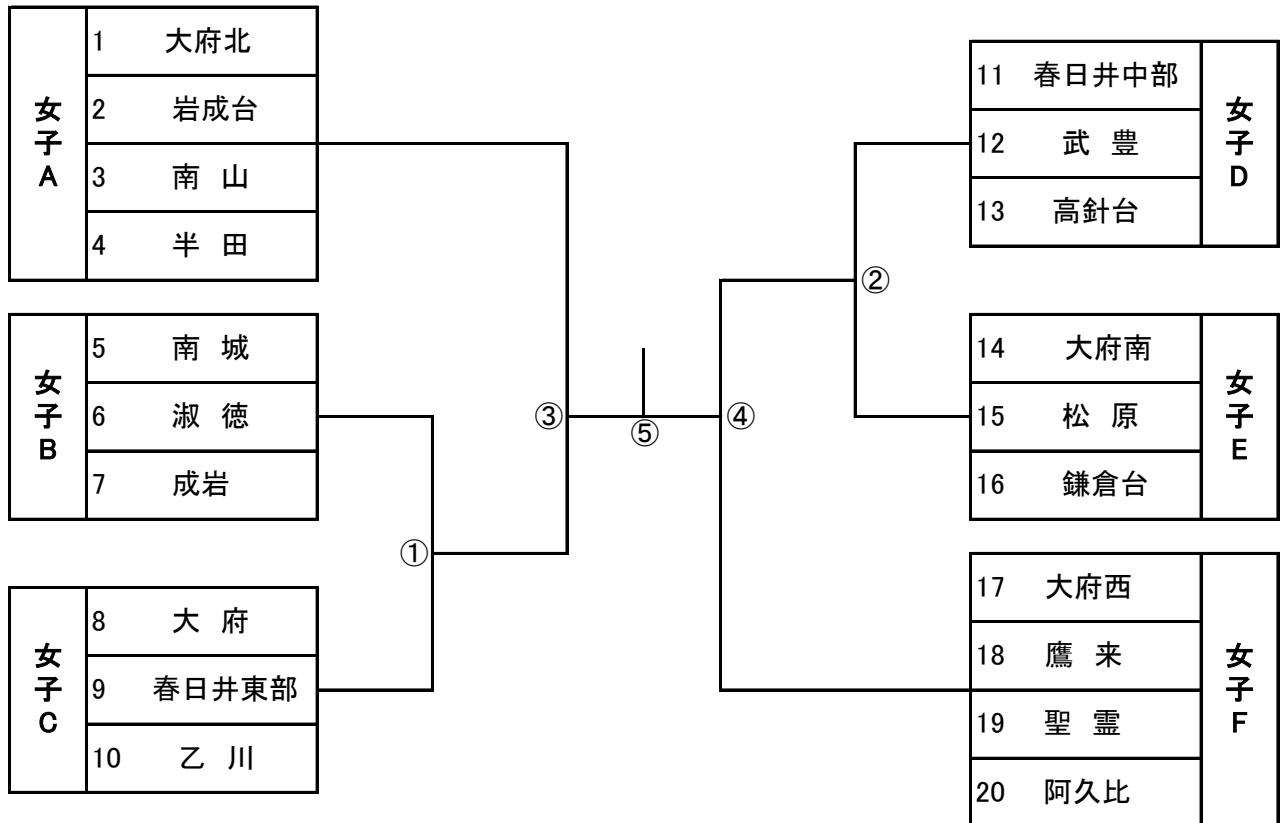 女子A
1 大府北
2 岩成台
3 南 山
4 半 田
女子B
5 南 城
6 淑 徳
7 成岩
女子C
8 大 府
9 春日井東部
10 乙 川
①
③
⑤
④
②
11 春日井中部
12 武 豊
13 高針台
女子D
14 大府南
15 松 原
16 鎌倉台
女子E
17 大府西
18 鷹 来
19 聖 霊
20 阿久比
女子F